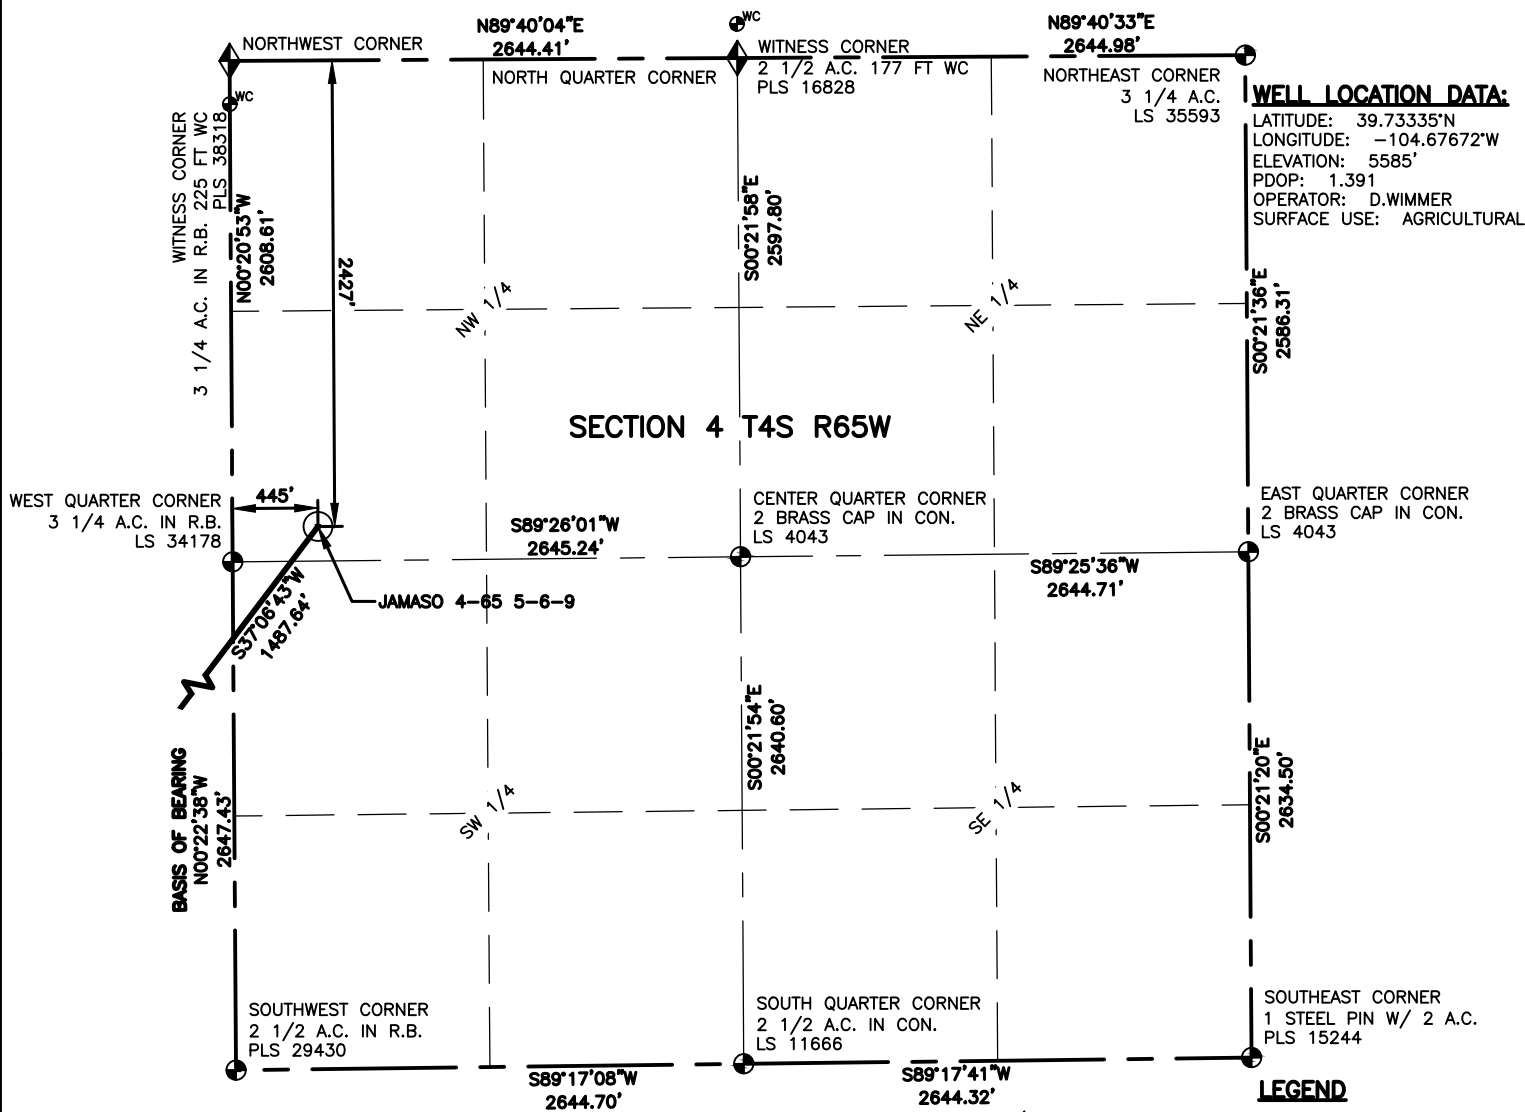 WC
N89°40'04"E
2644.41'
N89°40'33"E
2644.98'
NORTHWEST CORNER
NORTH QUARTER CORNER
WITNESS CORNER
2 1/2 A.C. 177 FT WC
PLS 16828
NORTHEAST CORNER
3 1/4 A.C.
LS 35593
WELL LOCATION DATA:
LATITUDE: 39.73335°N
LONGITUDE: -104.67672°W
ELEVATION: 5585'
PDOP: 1.391
OPERATOR: D.WIMMER
SURFACE USE: AGRICULTURAL
WC
WITNESS CORNER
3 1/4 A.C. IN R.B. 225 FT WC
PLS 38318
N00°20'53"W
2608.61'
2427'
S00°21'58"E
2597.80'
S00°21'36"E
2586.31'
NW 1/4
NE 1/4
SECTION 4 T4S R65W
WEST QUARTER CORNER
3 1/4 A.C. IN R.B.
LS 34178
445'
S89°26'01"W
2645.24'
CENTER QUARTER CORNER
2 BRASS CAP IN CON.
LS 4043
EAST QUARTER CORNER
2 BRASS CAP IN CON.
LS 4043
S89°25'36"W
2644.71'
JAMASO 4-65 5-6-9
S37°06'43"W
1487.64'
BASIS OF BEARING
N00°22'38"W
2647.43'
S00°21'54"E
2640.60'
S00°21'20"E
2634.50'
SW 1/4
SE 1/4
SOUTHWEST CORNER
2 1/2 A.C. IN R.B.
PLS 29430
SOUTH QUARTER CORNER
2 1/2 A.C. IN CON.
LS 11666
SOUTHEAST CORNER
1 STEEL PIN W/ 2 A.C.
PLS 15244
S89°17'08"W
2644.70'
S89°17'41"W
2644.32'
LEGEND